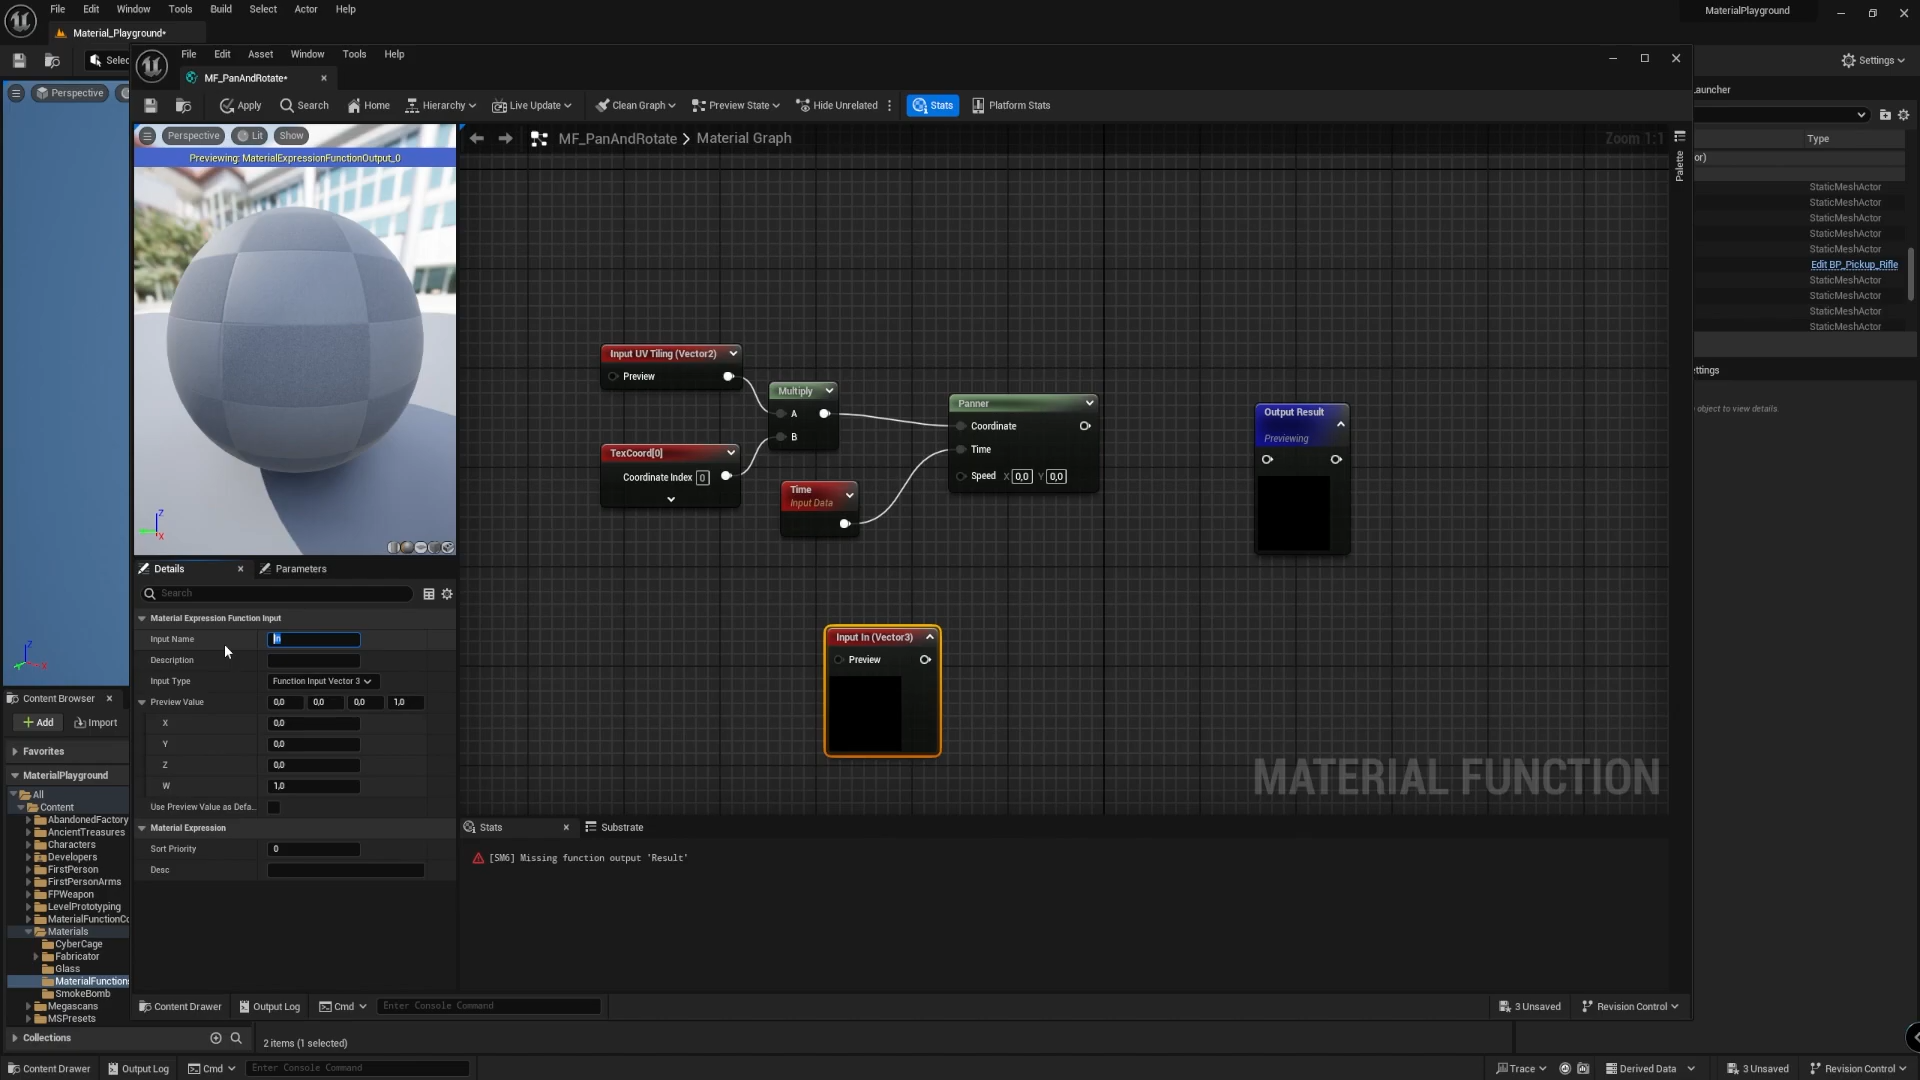 File Edit Window Tools Build Select Actor Help
MaterialPlayground
Material_Playground*
Selec
Settings
File Edit Asset Window Tools Help
MF_PanAndRotate*
Apply Search Home Hierarchy Live Update Clean Graph Preview State Hide Unrelated Stats Platform Stats
Perspective
Perspective Lit Show
Previewing: MaterialExpressionFunctionOutput_0
MF_PanAndRotate > Material Graph
Zoom 1:1
Palette
Launcher
Type
or)
StaticMeshActor
StaticMeshActor
StaticMeshActor
StaticMeshActor
StaticMeshActor
Edit BP_Pickup_Rifle
StaticMeshActor
StaticMeshActor
StaticMeshActor
StaticMeshActor
ettings
object to view details.
Input UV Tiling (Vector2)
Preview
Multiply
A
B
TexCoord[0]
Coordinate Index 0
Time
Input Data
Panner
Coordinate
Time
Speed X 0,0 Y 0,0
Output Result
Previewing
Input In (Vector3)
Preview
MATERIAL FUNCTION
Z
X
Z
X
Details Parameters
Search
Material Expression Function Input
Input Name In
Description
Input Type Function Input Vector 3
Preview Value 0,0 0,0 0,0 1,0
X 0,0
Y 0,0
Z 0,0
W 1,0
Use Preview Value as Defa...
Material Expression
Sort Priority 0
Desc
Stats Substrate
[SM6] Missing function output 'Result'
Content Browser
Add Import
Favorites
MaterialPlayground
All
Content
AbandonedFactory
AncientTreasures
Characters
Developers
FirstPerson
FirstPersonArms
FPWeapon
LevelPrototyping
MaterialFunctionCo
Materials
CyberCage
Fabricator
Glass
MaterialFunctions
SmokeBomb
Megascans
MSPresets
Collections
Content Drawer Output Log Cmd Enter Console Command 3 Unsaved Revision Control
2 items (1 selected)
Content Drawer Output Log Cmd Enter Console Command Trace Derived Data 3 Unsaved Revision Control